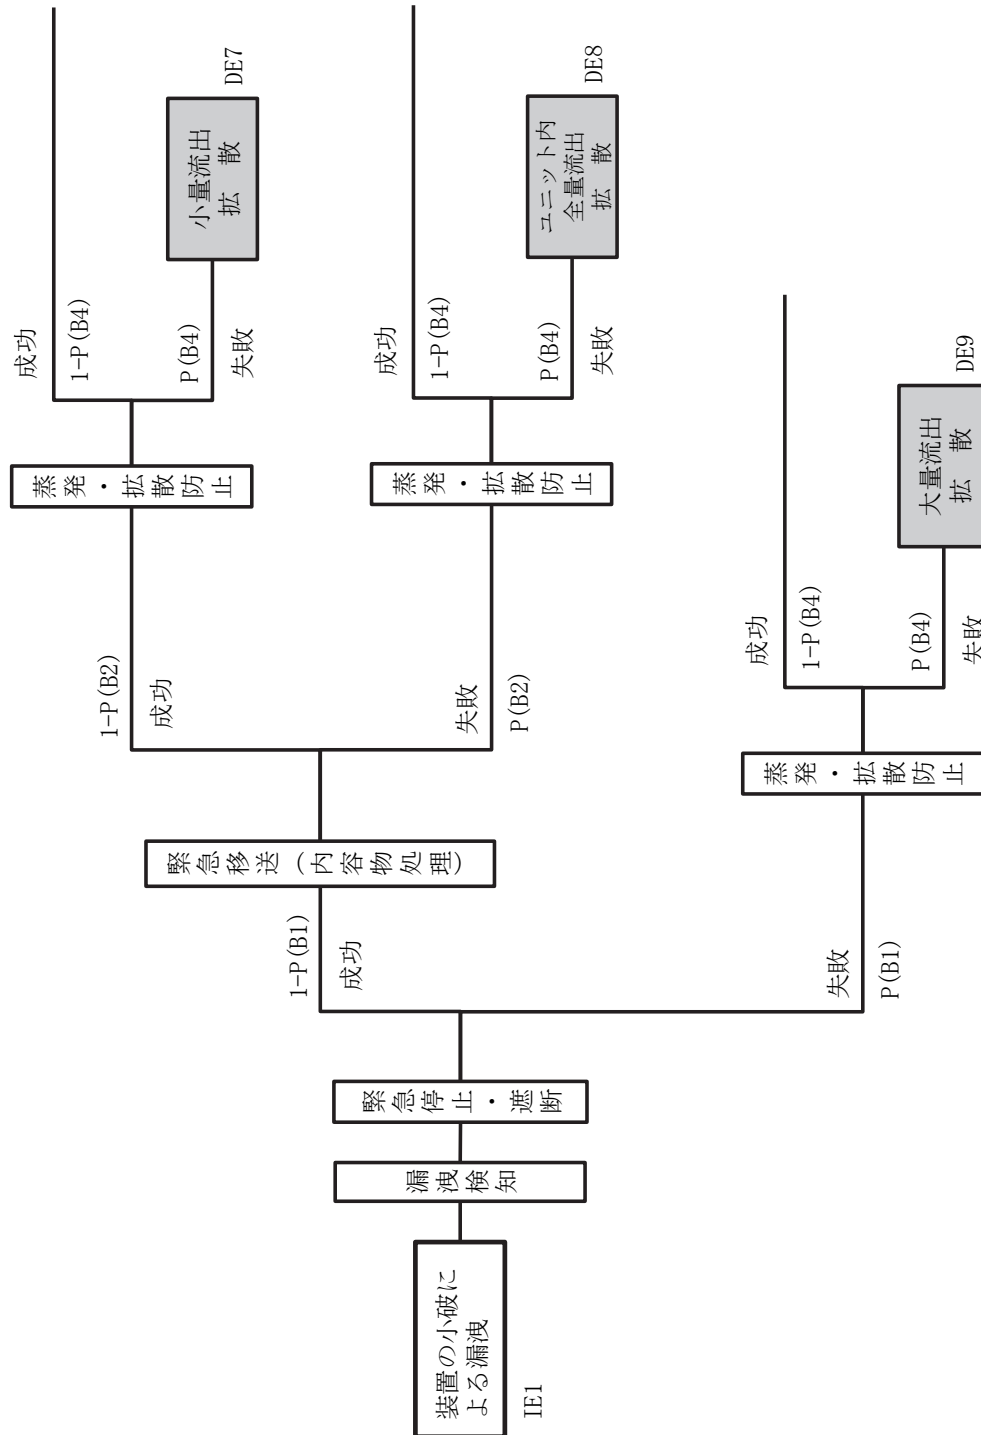 装置の小破に
よる漏洩
IE1
漏洩検知
緊急停止・遮断
1-P(B1)
成功
失敗
P(B1)
緊急移送（内容物処理）
1-P(B2)
成功
失敗
P(B2)
蒸発・拡散防止
成功
1-P(B4)
P(B4)
失敗
小量流出
拡　散
DE7
蒸発・拡散防止
成功
1-P(B4)
P(B4)
失敗
ユニット内
全量流出
拡　散
DE8
蒸発・拡散防止
成功
1-P(B4)
P(B4)
失敗
大量流出
拡　散
DE9